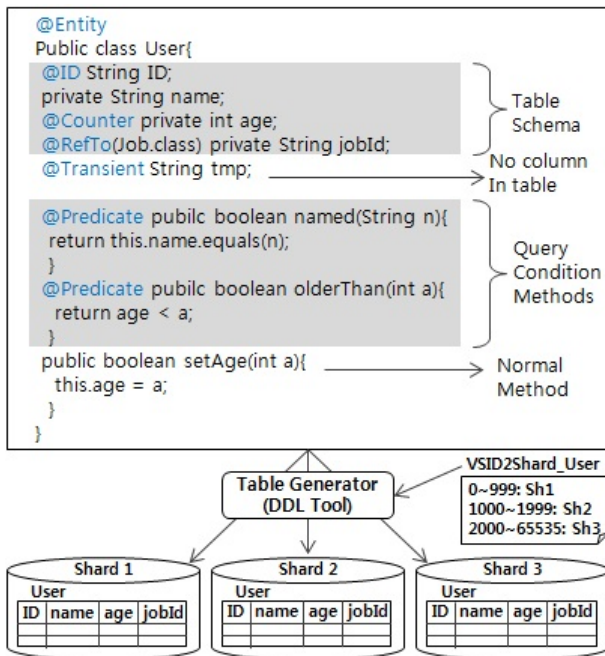 @Entity
Public class User{
@ID String ID;
private String name;
@Counter private int age;
@RefTo(Job.class) private String jobId;
@Transient String tmp;
Table
Schema
No column
In table
@Predicate pubilc boolean named(String n){
return this.name.equals(n);
}
@Predicate pubilc boolean olderThan(int a){
return age < a;
}
Query
Condition
Methods
public boolean setAge(int a){
this.age = a;
}
}
Normal
Method
Table Generator
(DDL Tool)
VSID2Shard_User
0~999: Sh1
1000~1999: Sh2
2000~65535: Sh3
Shard 1
User
ID name age jobId
Shard 2
User
ID name age jobId
Shard 3
User
ID name age jobId